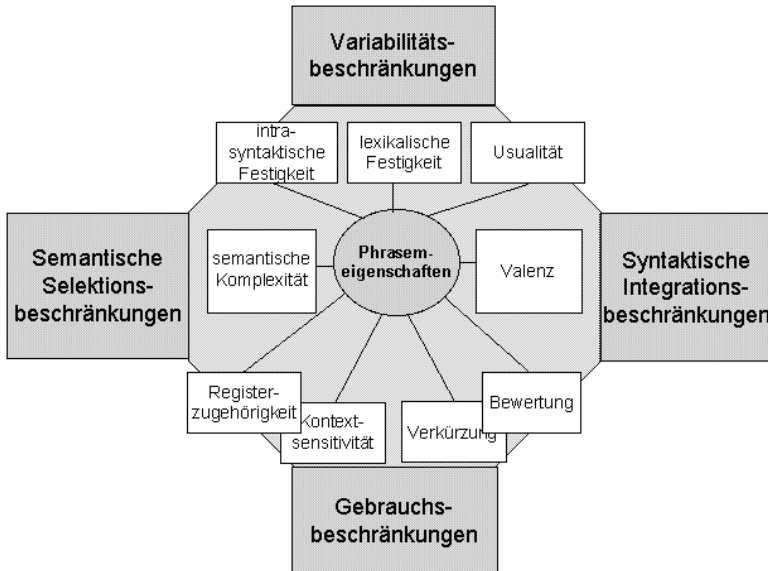 Variabilitäts-
beschränkungen
intra-
syntaktische
Festigkeit
lexikalische
Festigkeit
Usualität
Semantische
Selektions-
beschränkungen
semantische
Komplexität
Phrasem-
eigenschaften
Valenz
Syntaktische
Integrations-
beschränkungen
Register-
zugehörigkeit
Kontext-
sensitivität
Verkürzung
Bewertung
Gebrauchs-
beschränkungen